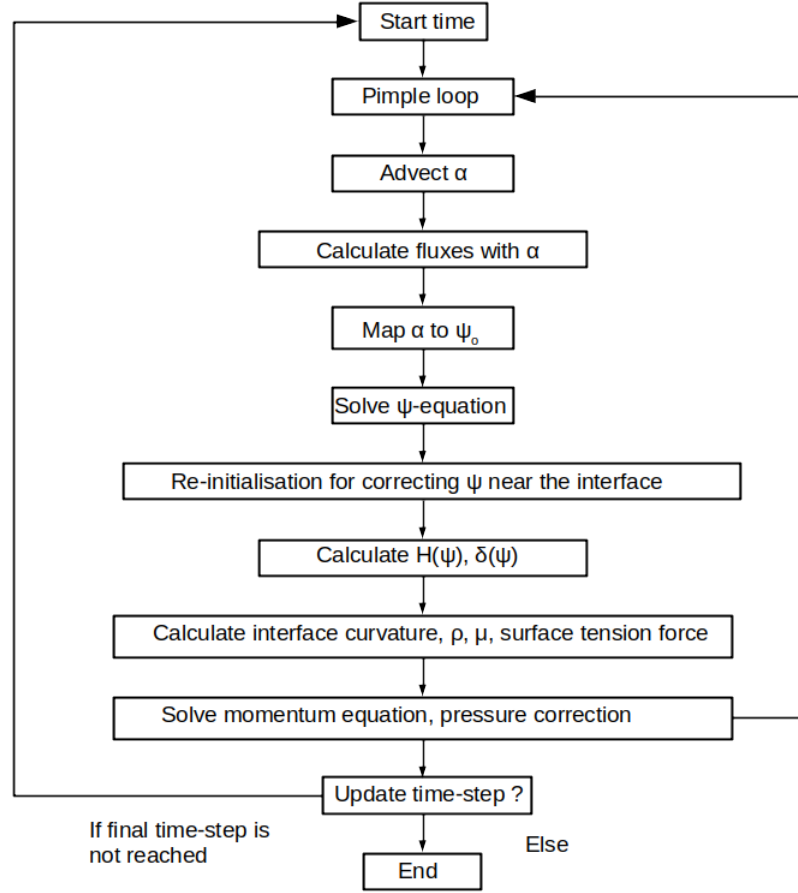 Start time
Pimple loop
Advect α
Calculate fluxes with α
Map α to ψₒ
Solve ψ-equation
Re-initialisation for correcting ψ near the interface
Calculate H(ψ), δ(ψ)
Calculate interface curvature, ρ, μ, surface tension force
Solve momentum equation, pressure correction
Update time-step ?
If final time-step is
not reached
Else
End